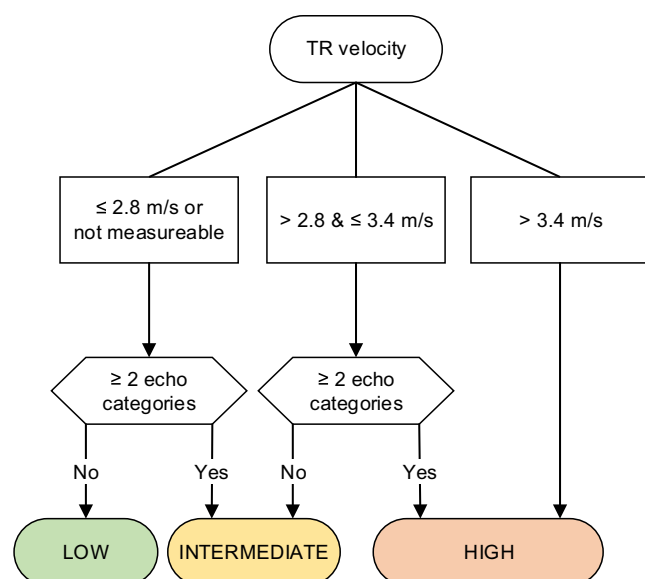 TR velocity
≤ 2.8 m/s or
not measureable
> 2.8 & ≤ 3.4 m/s
> 3.4 m/s
≥ 2 echo
categories
≥ 2 echo
categories
No
Yes
No
Yes
LOW
INTERMEDIATE
HIGH